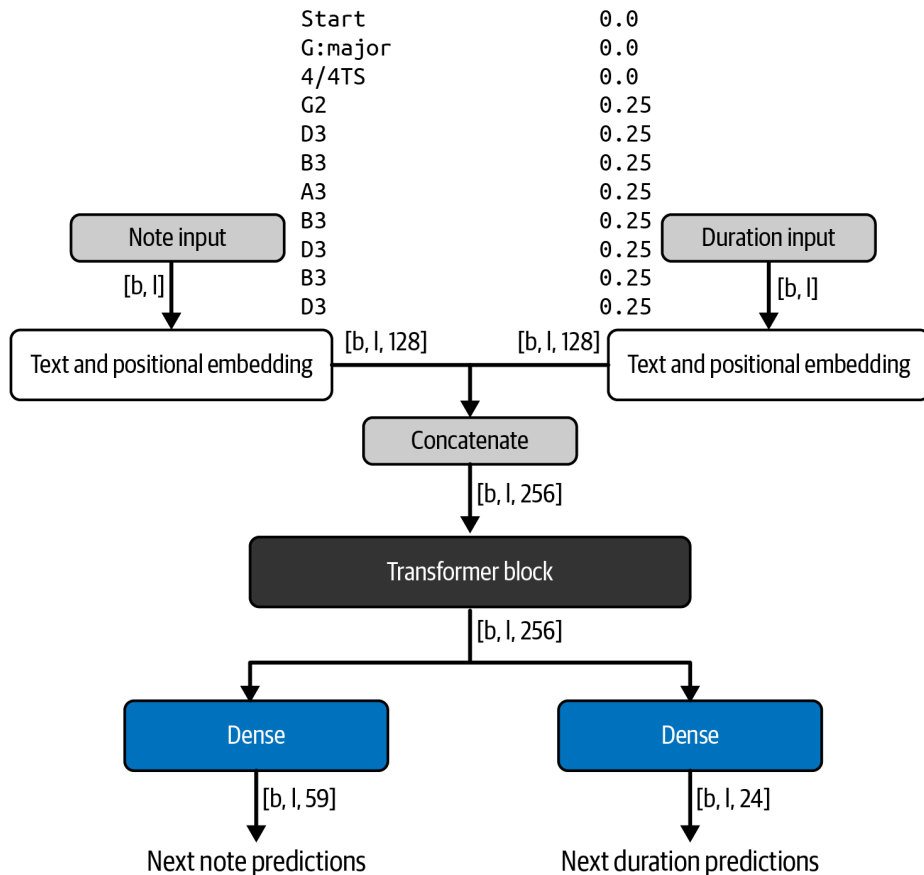 Start 0.0
G:major 0.0
4/4TS 0.0
G2 0.25
D3 0.25
B3 0.25
A3 0.25
B3 0.25
D3 0.25
B3 0.25
D3 0.25
Note input
Duration input
[b, l]
[b, l]
Text and positional embedding
[b, l, 128]
[b, l, 128]
Text and positional embedding
Concatenate
[b, l, 256]
Transformer block
[b, l, 256]
Dense
Dense
[b, l, 59]
[b, l, 24]
Next note predictions
Next duration predictions